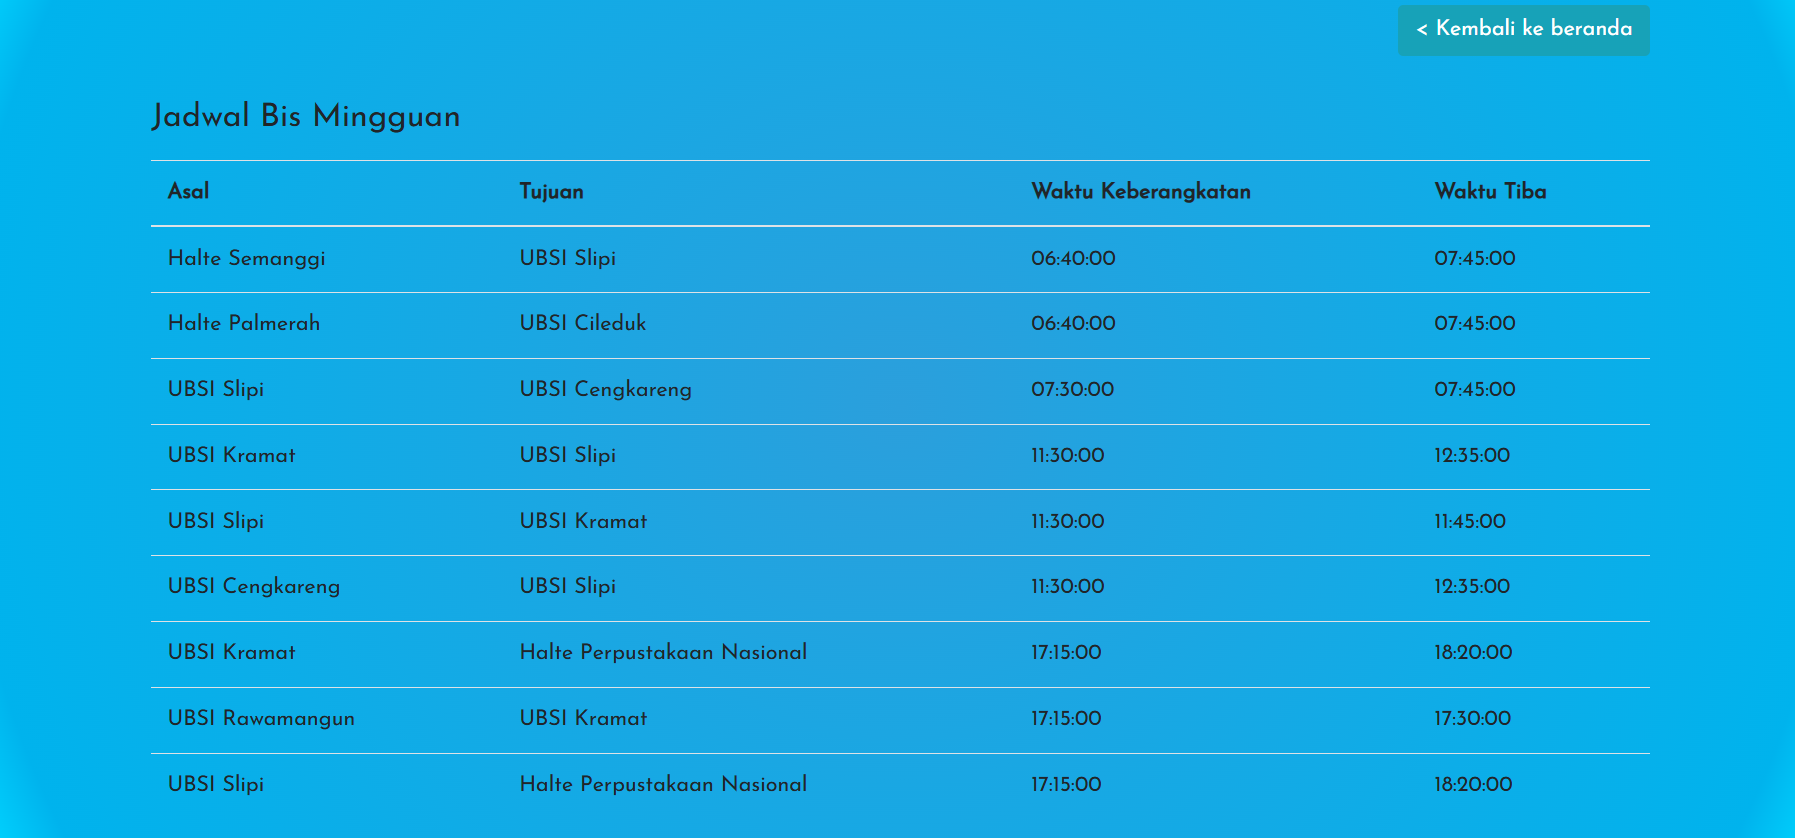 < Kembali ke beranda
Jadwal Bis Mingguan
Asal Tujuan Waktu Keberangkatan Waktu Tiba
Halte Semanggi UBSI Slipi 06:40:00 07:45:00
Halte Palmerah UBSI Cileduk 06:40:00 07:45:00
UBSI Slipi UBSI Cengkareng 07:30:00 07:45:00
UBSI Kramat UBSI Slipi 11:30:00 12:35:00
UBSI Slipi UBSI Kramat 11:30:00 11:45:00
UBSI Cengkareng UBSI Slipi 11:30:00 12:35:00
UBSI Kramat Halte Perpustakaan Nasional 17:15:00 18:20:00
UBSI Rawamangun UBSI Kramat 17:15:00 17:30:00
UBSI Slipi Halte Perpustakaan Nasional 17:15:00 18:20:00